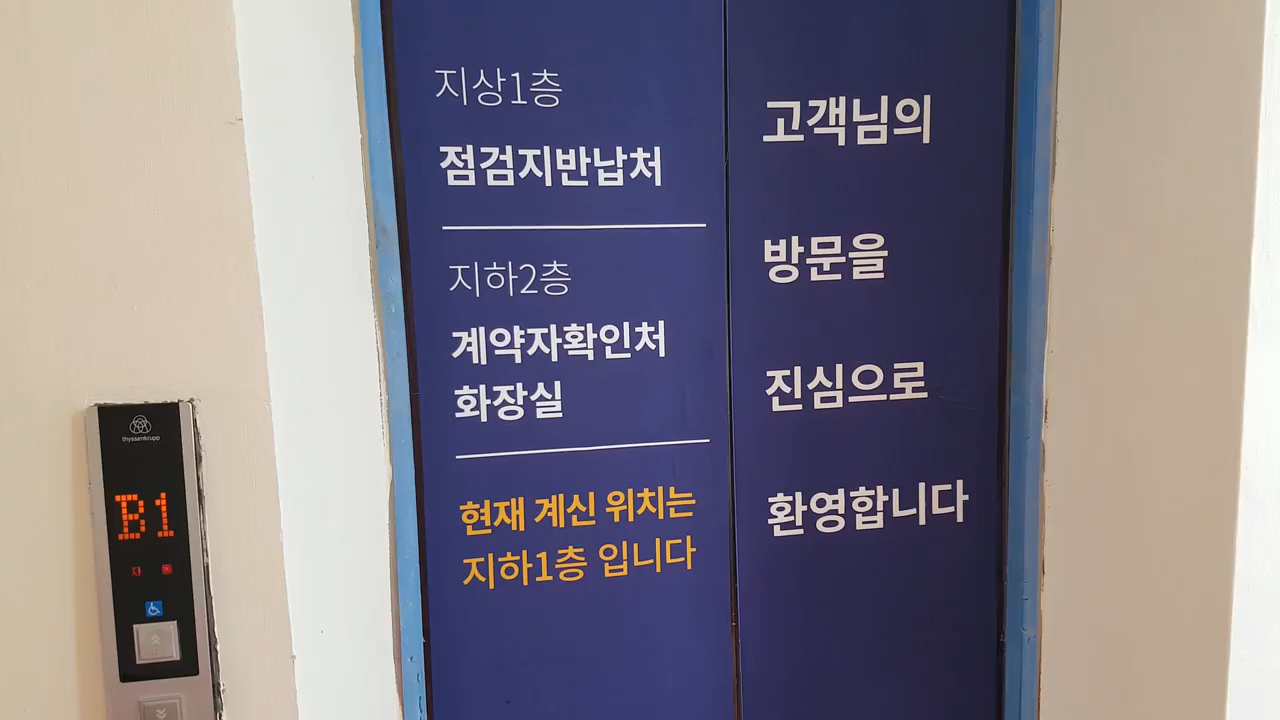 지상1층
점검지반납처
지하2층
계약자확인처
화장실
현재 계신 위치는
지하1층 입니다
고객님의
방문을
진심으로
환영합니다
thyssenkrupp
B1